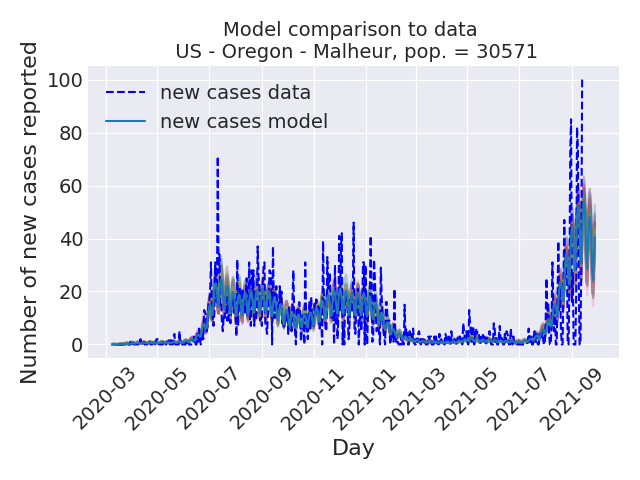 Model comparison to data
US - Oregon - Malheur, pop. = 30571
Number of new cases reported
100
80
60
40
20
0
new cases data
new cases model
2020-03
2020-05
2020-07
2020-09
2020-11
2021-01
2021-03
2021-05
2021-07
2021-09
Day